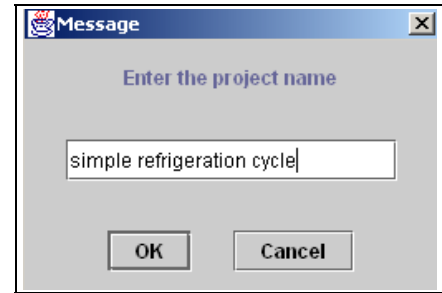 Message
Enter the project name
simple refrigeration cycle
OK Cancel